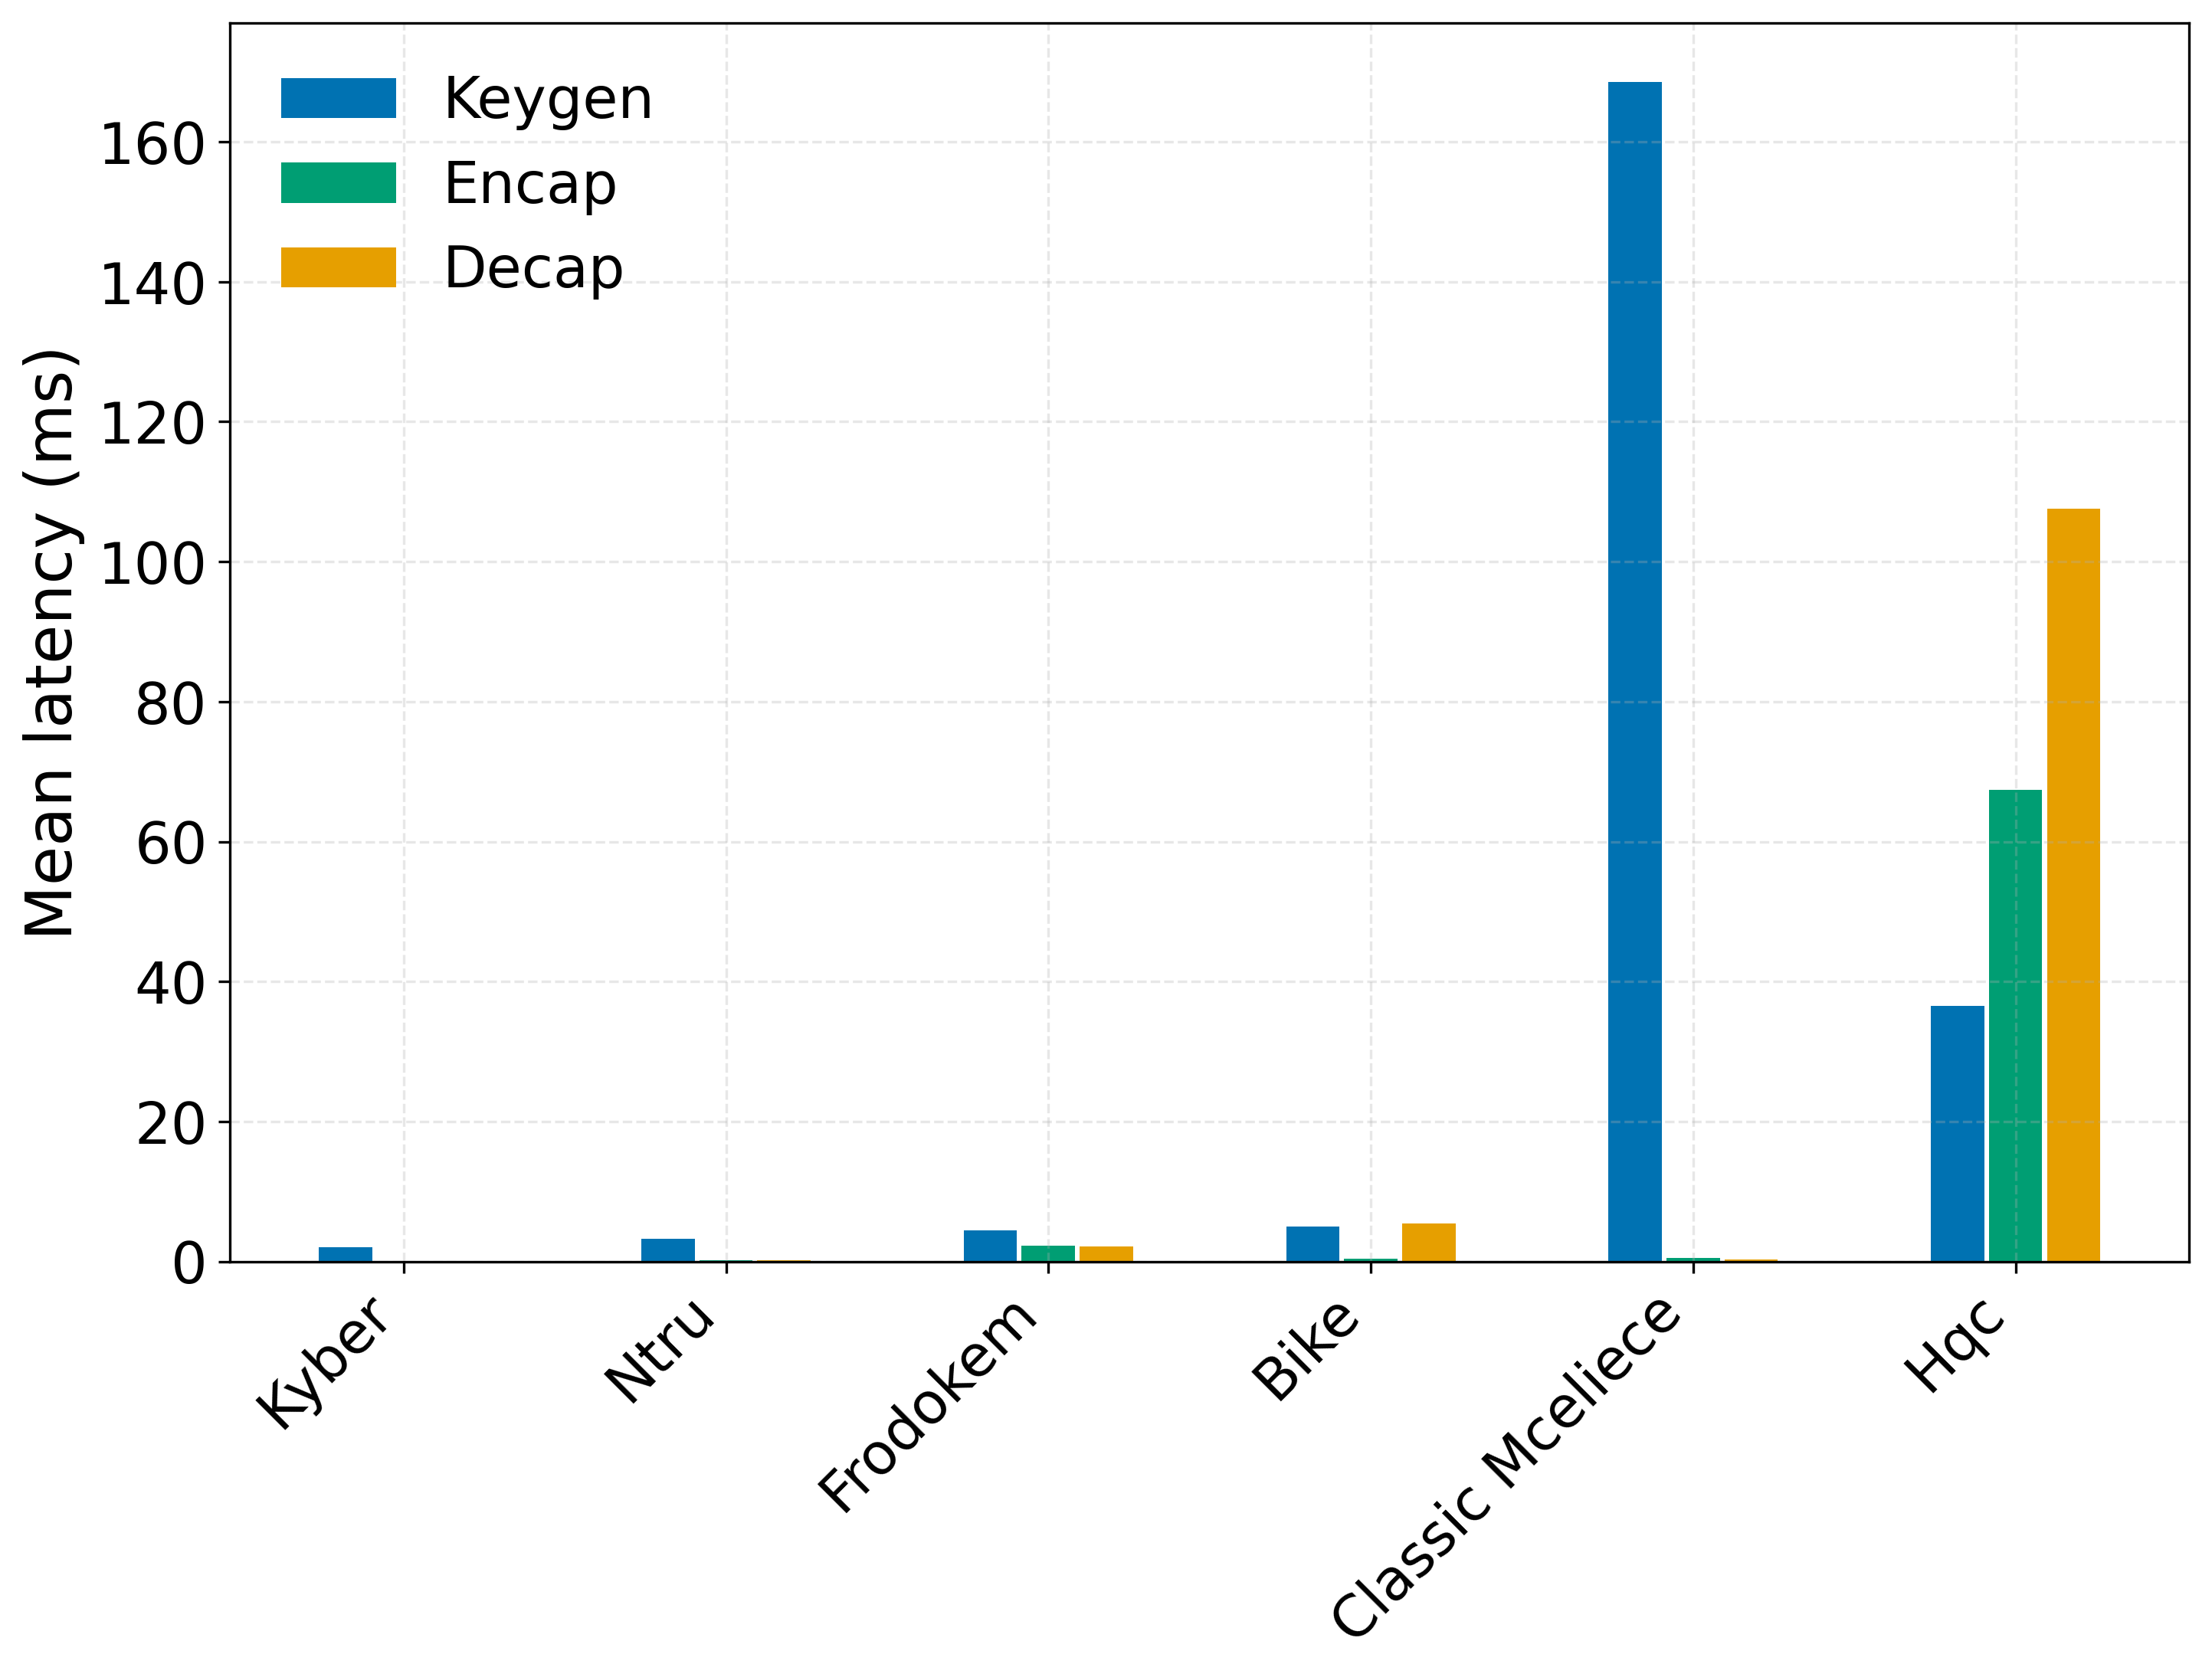 Keygen
Encap
Decap
Mean latency (ms)
160
140
120
100
80
60
40
20
0
Kyber
Ntru
Frodokem
Bike
Classic Mceliece
Hqc